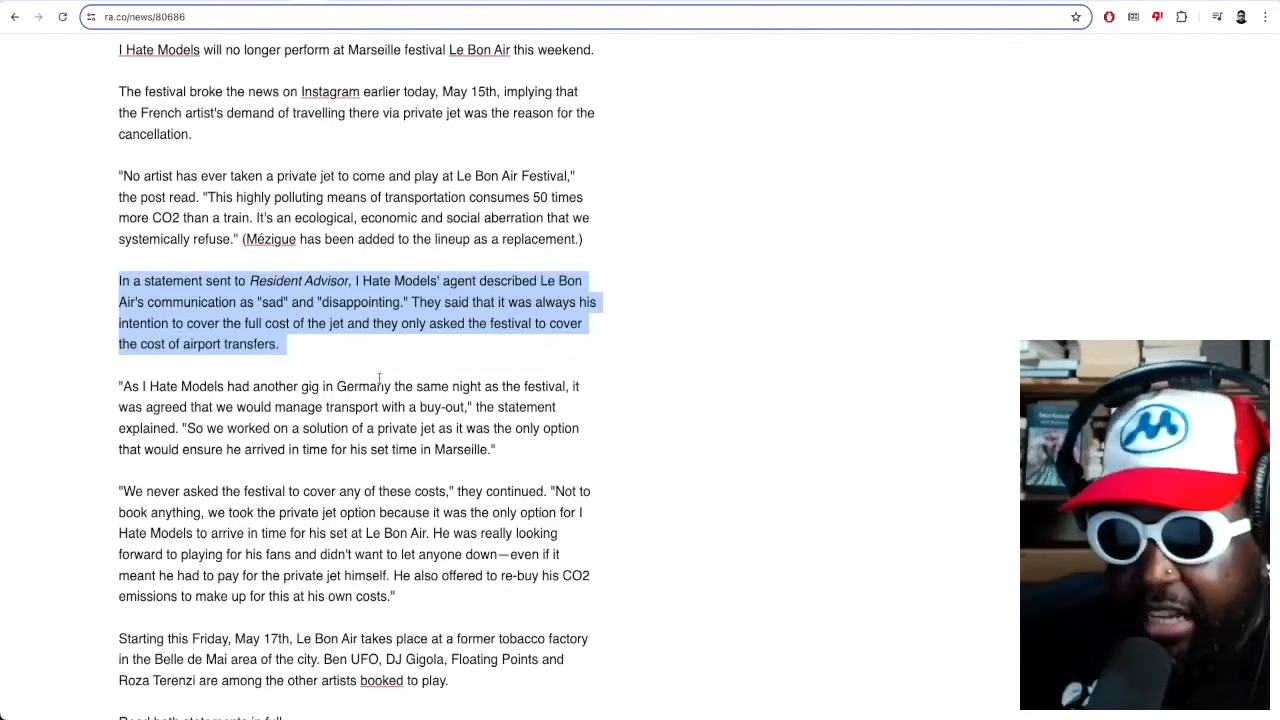 ra.co/news/80686
I Hate Models will no longer perform at Marseille festival Le Bon Air this weekend.
The festival broke the news on Instagram earlier today, May 15th, implying that
the French artist's demand of travelling there via private jet was the reason for the
cancellation.
"No artist has ever taken a private jet to come and play at Le Bon Air Festival,"
the post read. "This highly polluting means of transportation consumes 50 times
more CO2 than a train. It's an ecological, economic and social aberration that we
systemically refuse." (Mézigue has been added to the lineup as a replacement.)
In a statement sent to Resident Advisor, I Hate Models' agent described Le Bon
Air's communication as "sad" and "disappointing." They said that it was always his
intention to cover the full cost of the jet and they only asked the festival to cover
the cost of airport transfers.
"As I Hate Models had another gig in Germany the same night as the festival, it
was agreed that we would manage transport with a buy-out," the statement
explained. "So we worked on a solution of a private jet as it was the only option
that would ensure he arrived in time for his set time in Marseille."
"We never asked the festival to cover any of these costs," they continued. "Not to
book anything, we took the private jet option because it was the only option for I
Hate Models to arrive in time for his set at Le Bon Air. He was really looking
forward to playing for his fans and didn't want to let anyone down—even if it
meant he had to pay for the private jet himself. He also offered to re-buy his CO2
emissions to make up for this at his own costs."
Starting this Friday, May 17th, Le Bon Air takes place at a former tobacco factory
in the Belle de Mai area of the city. Ben UFO, DJ Gigola, Floating Points and
Roza Terenzi are among the other artists booked to play.
Read both statements in full